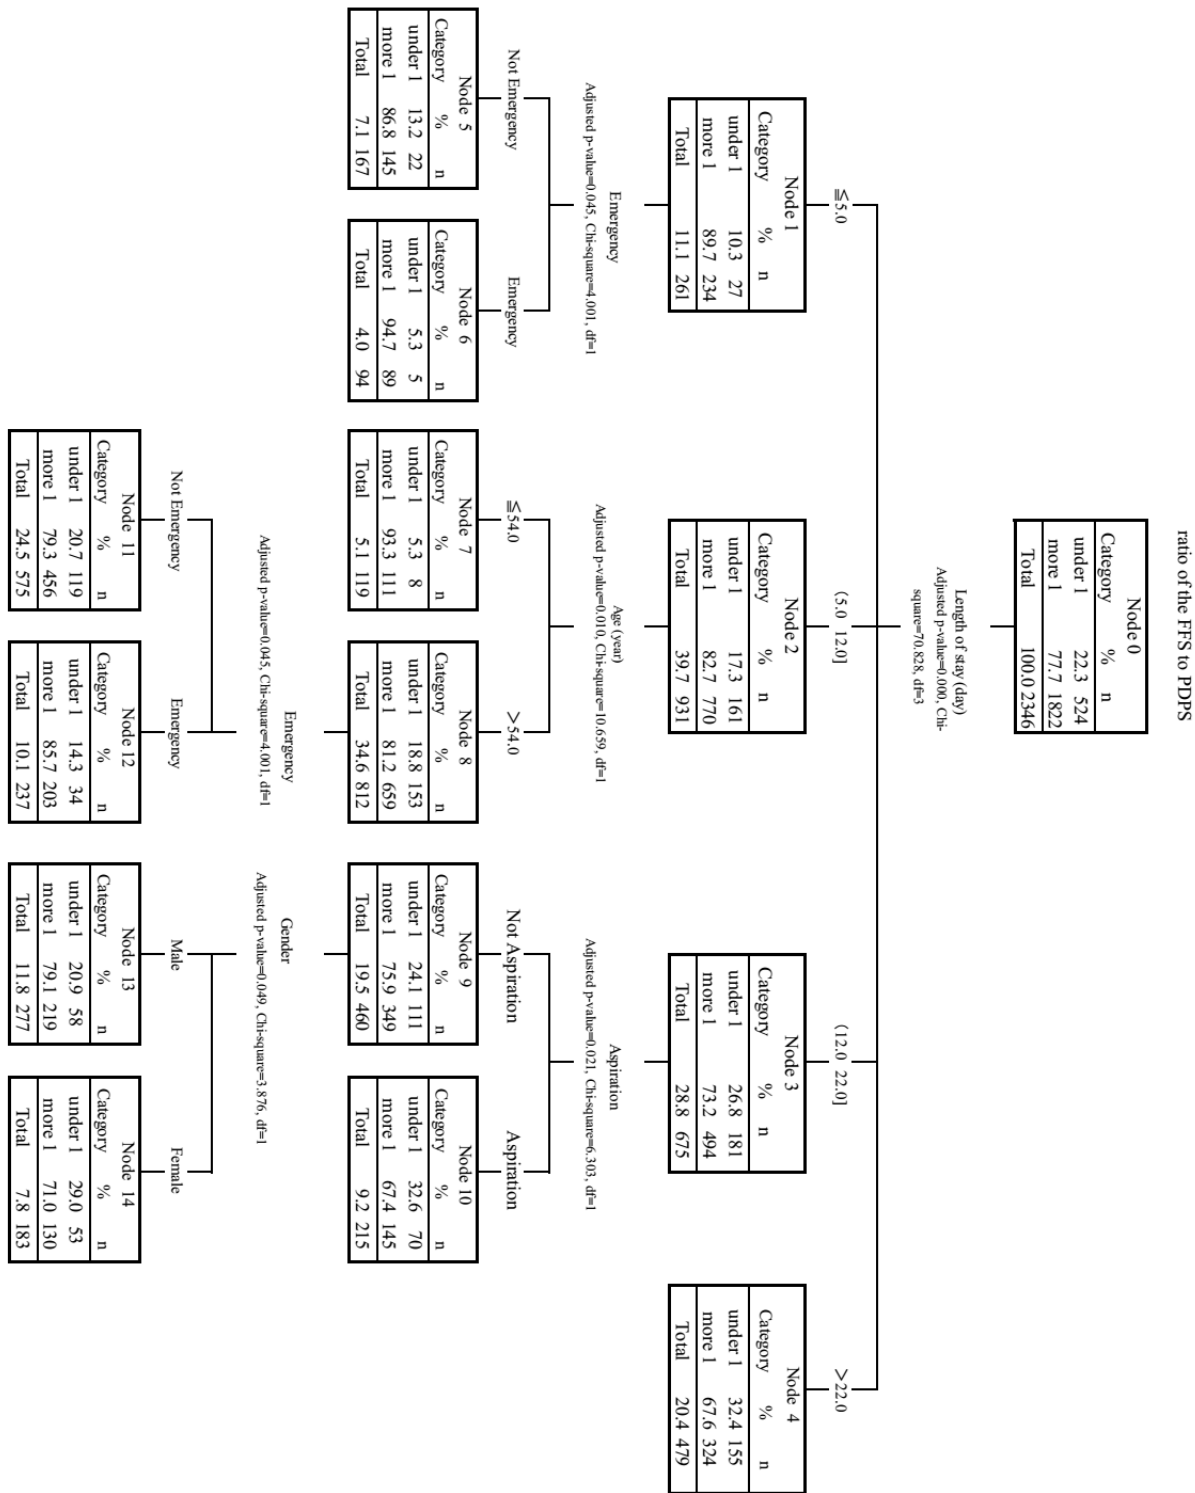 ratio of the FFS to PDPS
Node 0
Category % n
under 1 22.3 524
more 1 77.7 1822
Total 100.0 2346
Length of stay (day)
Adjusted p-value=0.000, Chi-
square=70.828, df=3
≦5.0
(5.0 12.0]
(12.0 22.0]
>22.0
Node 1
Category % n
under 1 10.3 27
more 1 89.7 234
Total 11.1 261
Node 2
Category % n
under 1 17.3 161
more 1 82.7 770
Total 39.7 931
Node 3
Category % n
under 1 26.8 181
more 1 73.2 494
Total 28.8 675
Node 4
Category % n
under 1 32.4 155
more 1 67.6 324
Total 20.4 479
Emergency
Adjusted p-value=0.045, Chi-square=4.001, df=1
Age (year)
Adjusted p-value=0.010, Chi-square=10.659, df=1
Aspiration
Adjusted p-value=0.021, Chi-square=6.303, df=1
Not Emergency
Emergency
≦54.0
>54.0
Not Aspiration
Aspiration
Node 5
Category % n
under 1 13.2 22
more 1 86.8 145
Total 7.1 167
Node 6
Category % n
under 1 5.3 5
more 1 94.7 89
Total 4.0 94
Node 7
Category % n
under 1 5.3 8
more 1 93.3 111
Total 5.1 119
Node 8
Category % n
under 1 18.8 153
more 1 81.2 659
Total 34.6 812
Node 9
Category % n
under 1 24.1 111
more 1 75.9 349
Total 19.5 460
Node 10
Category % n
under 1 32.6 70
more 1 67.4 145
Total 9.2 215
Emergency
Adjusted p-value=0.045, Chi-square=4.001, df=1
Gender
Adjusted p-value=0.049, Chi-square=3.876, df=1
Not Emergency
Emergency
Male
Female
Node 11
Category % n
under 1 20.7 119
more 1 79.3 456
Total 24.5 575
Node 12
Category % n
under 1 14.3 34
more 1 85.7 203
Total 10.1 237
Node 13
Category % n
under 1 20.9 58
more 1 79.1 219
Total 11.8 277
Node 14
Category % n
under 1 29.0 53
more 1 71.0 130
Total 7.8 183